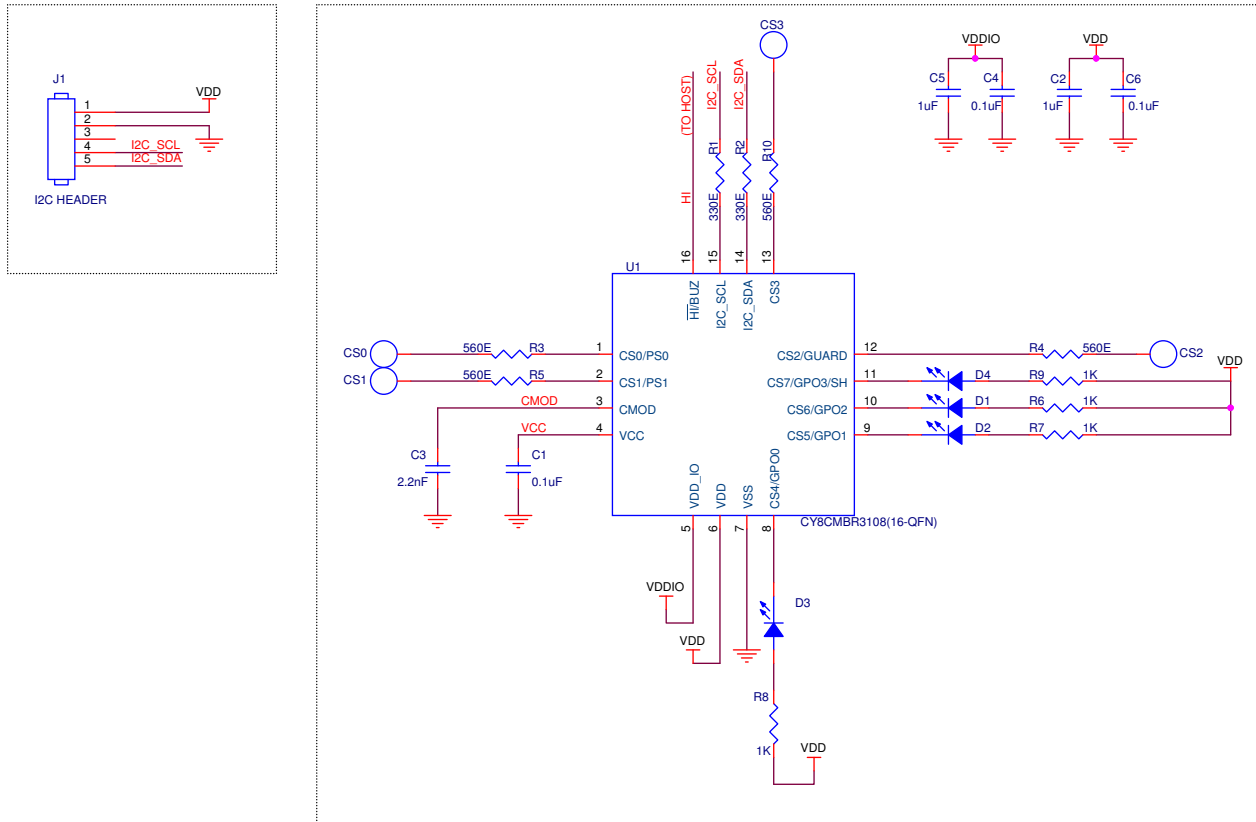 J1
1
2
3
4
5
VDD
I2C_SCL
I2C_SDA
I2C HEADER
CS3
VDDIO
VDD
C5
1uF
C4
0.1uF
C2
1uF
C6
0.1uF
(TO HOST)
HI
I2C_SCL
R1
330E
I2C_SDA
R2
330E
R10
560E
16
15
14
13
U1
HI/BUZ
I2C_SCL
I2C_SDA
CS3
CS0
560E
R3
1
CS0/PS0
CS1
560E
R5
2
CS1/PS1
CMOD
3
CMOD
VCC
4
VCC
C3
2.2nF
C1
0.1uF
CS2/GUARD
12
R4
560E
CS2
VDD
CS7/GPO3/SH
11
D4
R9
1K
CS6/GPO2
10
D1
R6
1K
CS5/GPO1
9
D2
R7
1K
VDD_IO
VDD
VSS
CS4/GPO0
5
6
7
8
CY8CMBR3108(16-QFN)
VDDIO
VDD
D3
R8
1K
VDD